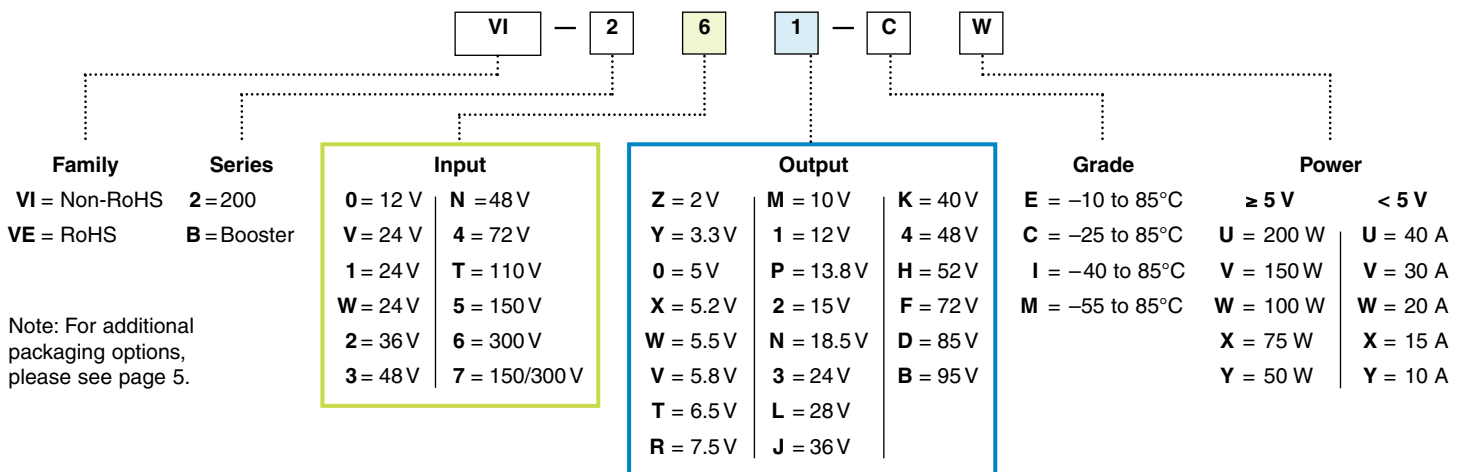 VI — 2 6 1 — C W
Family
VI = Non-RoHS
VE = RoHS
Series
2 = 200
B = Booster
Note: For additional
packaging options,
please see page 5.
Input
0 = 12 V
V = 24 V
1 = 24 V
W = 24 V
2 = 36 V
3 = 48 V
N = 48 V
4 = 72 V
T = 110 V
5 = 150 V
6 = 300 V
7 = 150/300 V
Output
Z = 2 V
Y = 3.3 V
0 = 5 V
X = 5.2 V
W = 5.5 V
V = 5.8 V
T = 6.5 V
R = 7.5 V
M = 10 V
1 = 12 V
P = 13.8 V
2 = 15 V
N = 18.5 V
3 = 24 V
L = 28 V
J = 36 V
K = 40 V
4 = 48 V
H = 52 V
F = 72 V
D = 85 V
B = 95 V
Grade
E = –10 to 85°C
C = –25 to 85°C
I = –40 to 85°C
M = –55 to 85°C
Power
≥ 5 V
U = 200 W
V = 150 W
W = 100 W
X = 75 W
Y = 50 W
< 5 V
U = 40 A
V = 30 A
W = 20 A
X = 15 A
Y = 10 A